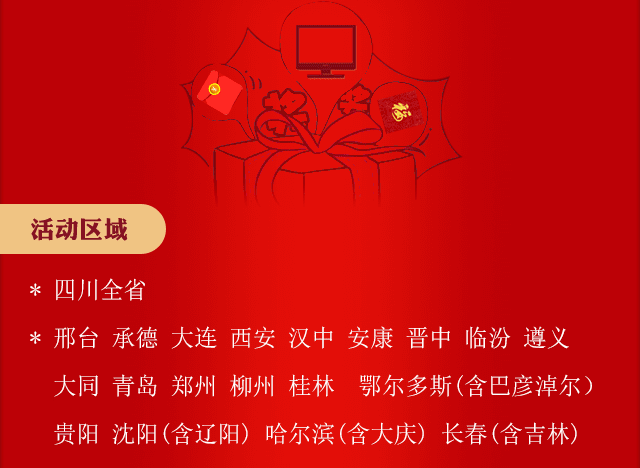 福
活动区域
* 四川全省
* 邢台 承德 大连 西安 汉中 安康 晋中 临汾 遵义
大同 青岛 郑州 柳州 桂林 鄂尔多斯(含巴彦淖尔）
贵阳 沈阳(含辽阳) 哈尔滨(含大庆) 长春(含吉林)